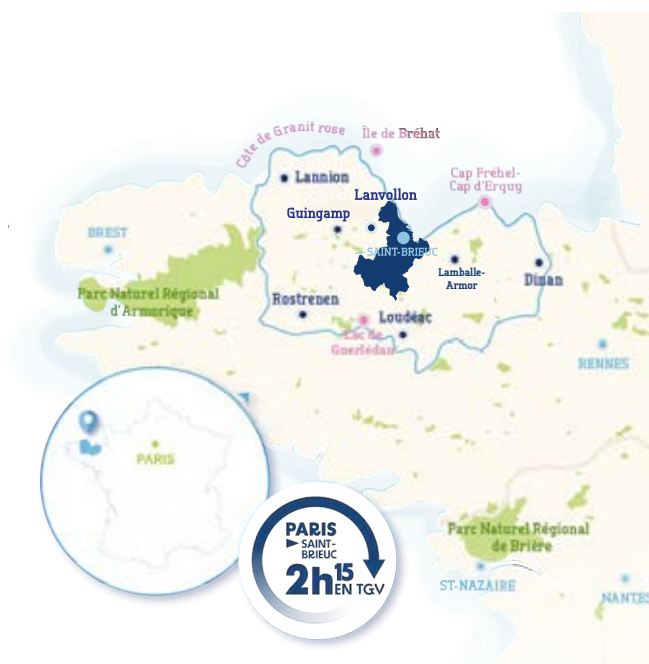 Côte de Granit rose
Île de Bréhat
Lannion
Cap Fréhel-
Cap d'Erquy
Lanvollon
Guingamp
BREST
SAINT-BRIEUC
Lamballe-
Armor
Dinan
Parc Naturel Régional
d'Armorique
Rostrenen
Loudéac
Lac de
Guerlédan
RENNES
PARIS
PARIS
SAINT-
BRIEUC
2h15
EN TGV
Parc Naturel Régional
de Brière
ST-NAZAIRE
NANTES